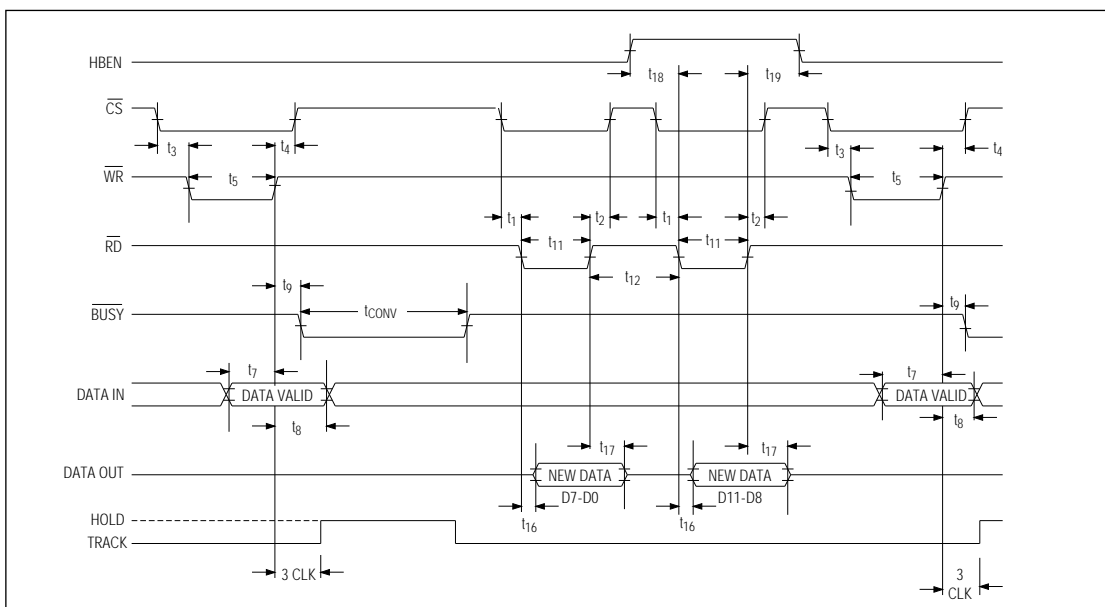 HBEN
t18 t19
CS
t3 t4 t3 t4
WR
t5 t5
t1 t2 t1 t2
RD
t11 t11
t12
t9 t9
BUSY
tCONV
t7 t7
DATA IN
DATA VALID DATA VALID
t8 t8
t17 t17
DATA OUT
NEW DATA NEW DATA
D7-D0 D11-D8
t16 t16
HOLD
TRACK
3 CLK 3
CLK